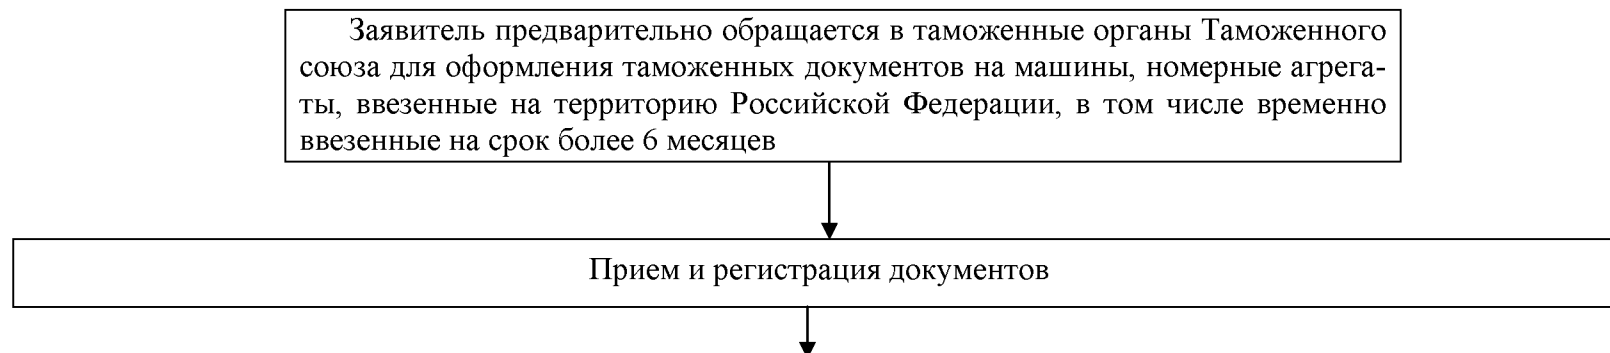 Заявитель предварительно обращается в таможенные органы Таможенного
союза для оформления таможенных документов на машины, номерные агрега-
ты, ввезенные на территорию Российской Федерации, в том числе временно
ввезенные на срок более 6 месяцев
Прием и регистрация документов